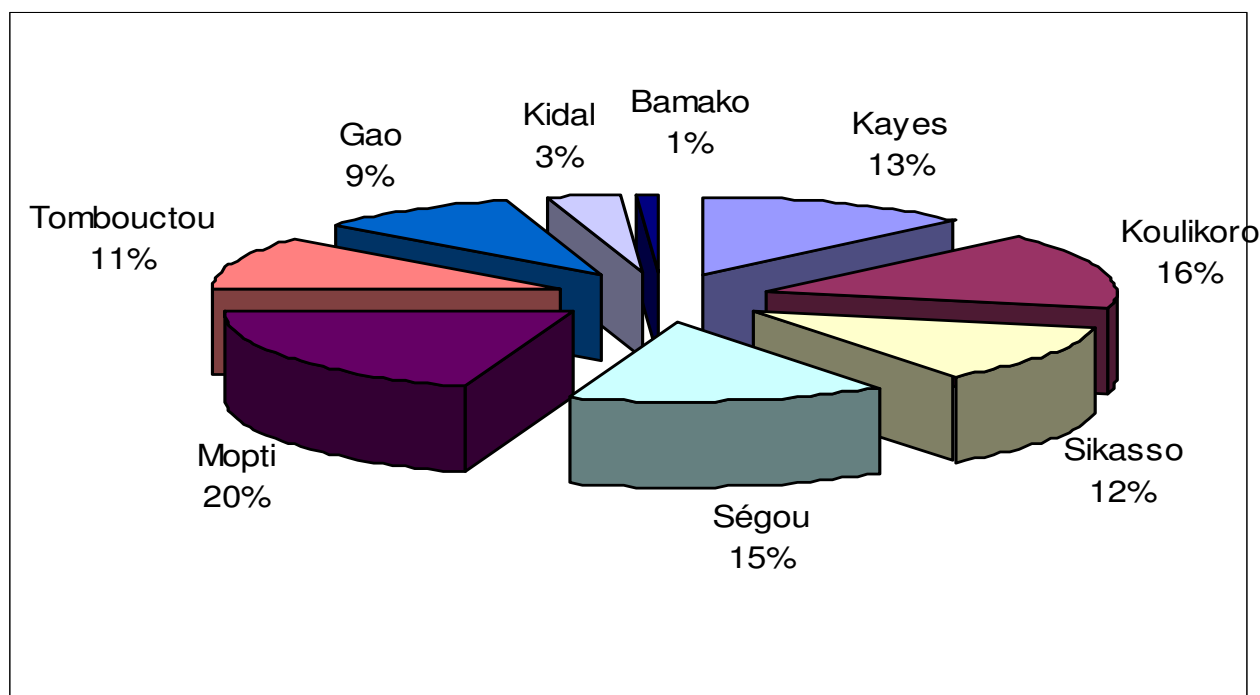 Bamako
1%
Kayes
13%
Koulikoro
16%
Sikasso
12%
Ségou
15%
Mopti
20%
Tombouctou
11%
Gao
9%
Kidal
3%